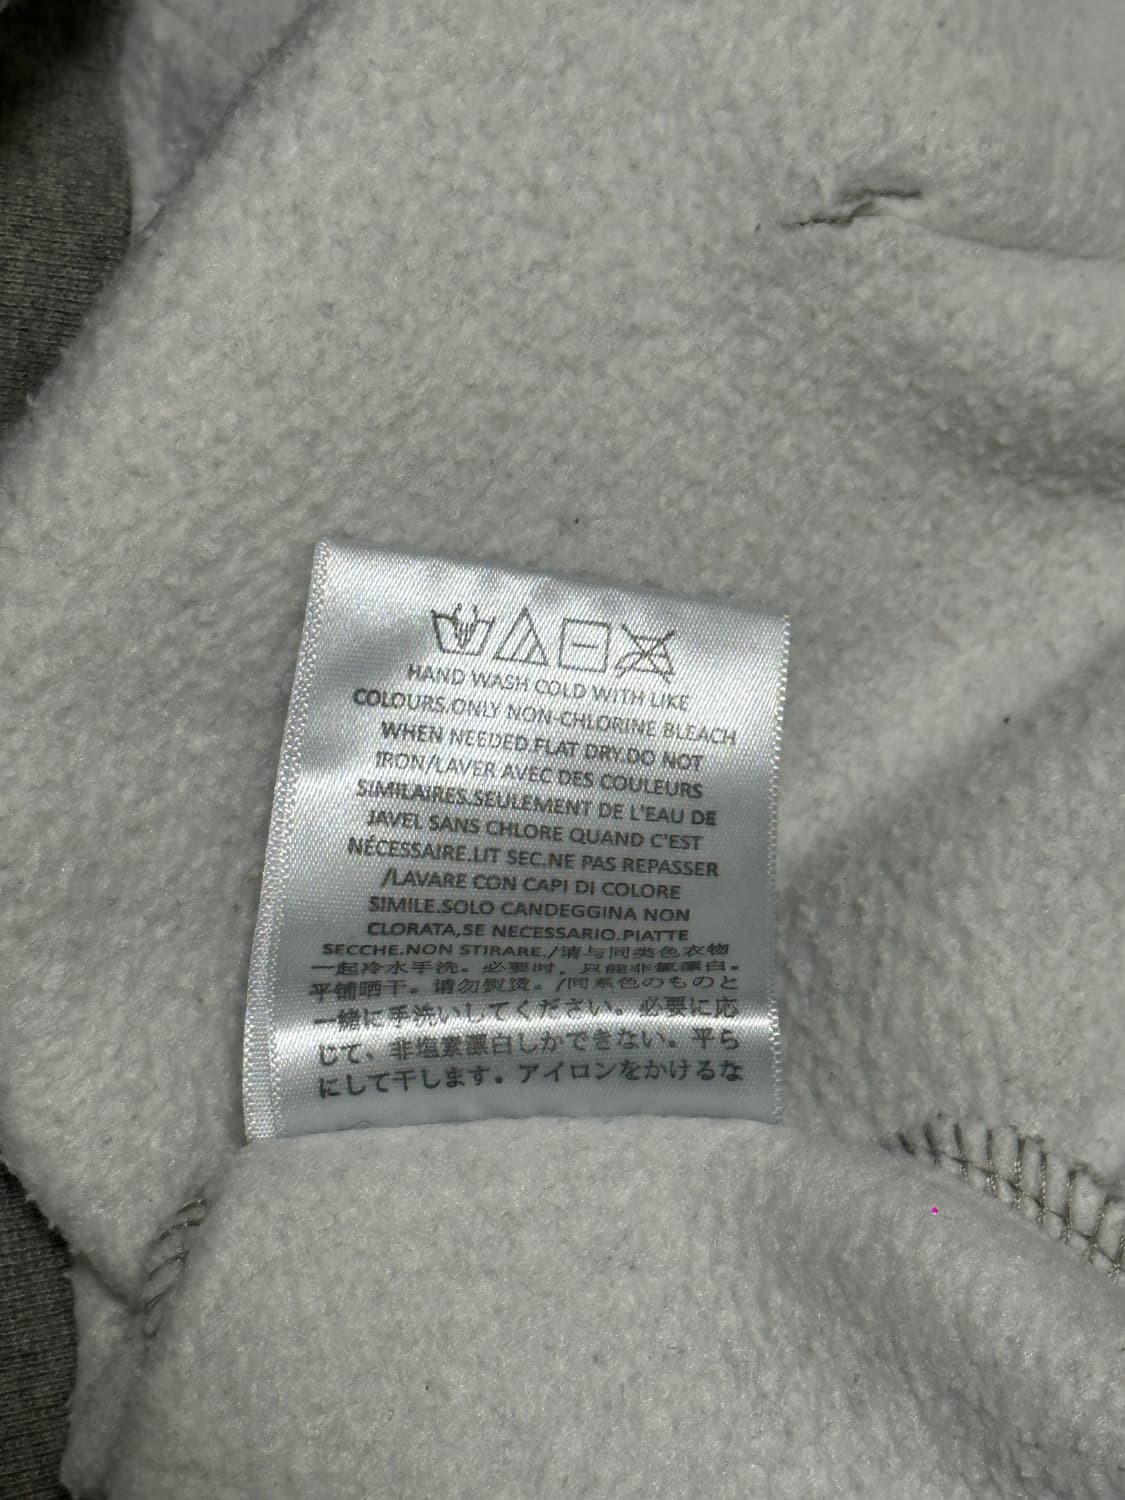 HAND WASH COLD WITH LIKE
COLOURS.ONLY NON-CHLORINE BLEACH
WHEN NEEDED.FLAT DRY.DO NOT
IRON/LAVER AVEC DES COULEURS
SIMILAIRES.SEULEMENT DE L'EAU DE
JAVEL SANS CHLORE QUAND C'EST
NÉCESSAIRE.LIT SEC.NE PAS REPASSER
/LAVARE CON CAPI DI COLORE
SIMILE.SOLO CANDEGGINA NON
CLORATA,SE NECESSARIO.PIATTE
SECCHE.NON STIRARE./请与同类色衣物
一起冷水手洗。必要时，只能非氯漂白。
平铺晒干。请勿熨烫。/同系色のものと
一緒に手洗いしてください。必要に応
じて、非塩素漂白しかできない。平ら
にして干します。アイロンをかけるな